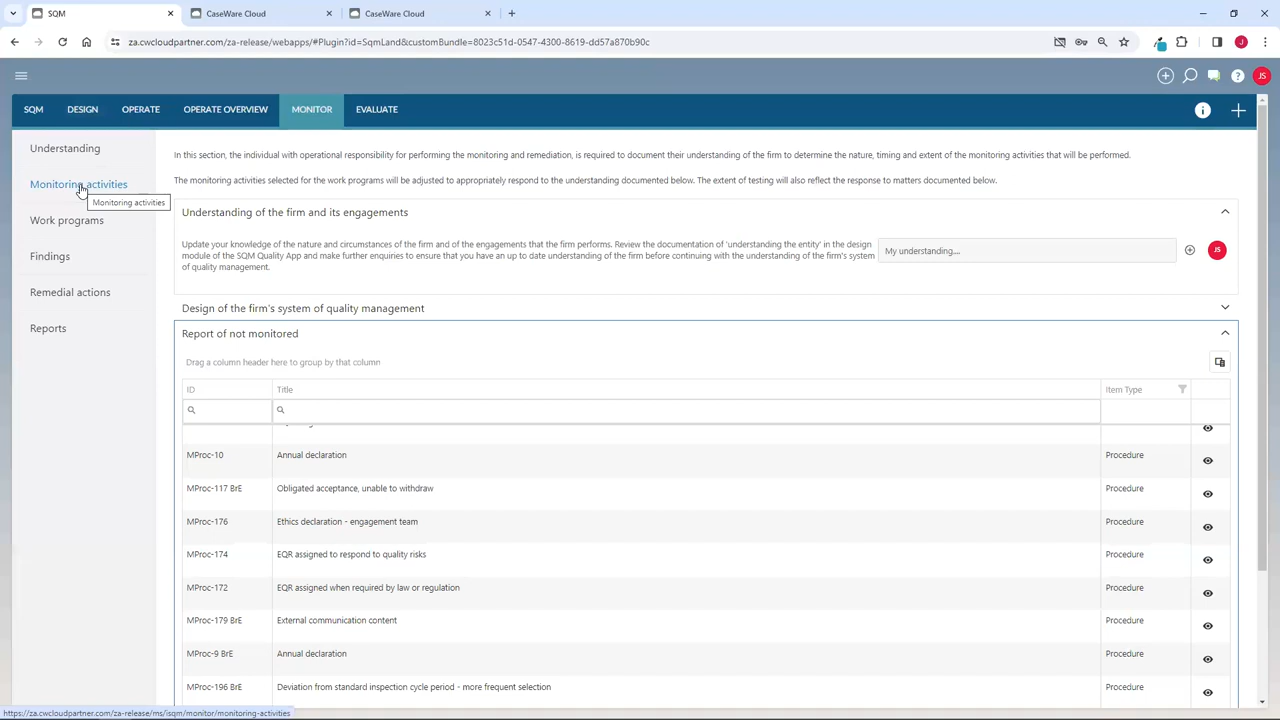 SQM
CaseWare Cloud
CaseWare Cloud
za.cwcloudpartner.com/za-release/webapps/#Plugin?id=SqmLand&customBundle=8023c51d-0547-4300-8619-dd57a870b90c
J
JS
SQM
DESIGN
OPERATE
OPERATE OVERVIEW
MONITOR
EVALUATE
Understanding
Monitoring activities
Monitoring activities
Work programs
Findings
Remedial actions
Reports
In this section, the individual with operational responsibility for performing the monitoring and remediation, is required to document their understanding of the firm to determine the nature, timing and extent of the monitoring activities that will be performed.
The monitoring activities selected for the work programs will be adjusted to appropriately respond to the understanding documented below. The extent of testing will also reflect the response to matters documented below.
Understanding of the firm and its engagements
Update your knowledge of the nature and circumstances of the firm and of the engagements that the firm performs. Review the documentation of 'understanding the entity' in the design
module of the SQM Quality App and make further enquiries to ensure that you have an up to date understanding of the firm before continuing with the understanding of the firm's system
of quality management.
My understanding....
JS
Design of the firm's system of quality management
Report of not monitored
Drag a column header here to group by that column
ID Title Item Type
MProc-10 Annual declaration Procedure
MProc-117 BrE Obligated acceptance, unable to withdraw Procedure
MProc-176 Ethics declaration - engagement team Procedure
MProc-174 EQR assigned to respond to quality risks Procedure
MProc-172 EQR assigned when required by law or regulation Procedure
MProc-179 BrE External communication content Procedure
MProc-9 BrE Annual declaration Procedure
MProc-196 BrE Deviation from standard inspection cycle period - more frequent selection Procedure
https://za.cwcloudpartner.com/za-release/ms/isqm/monitor/monitoring-activities